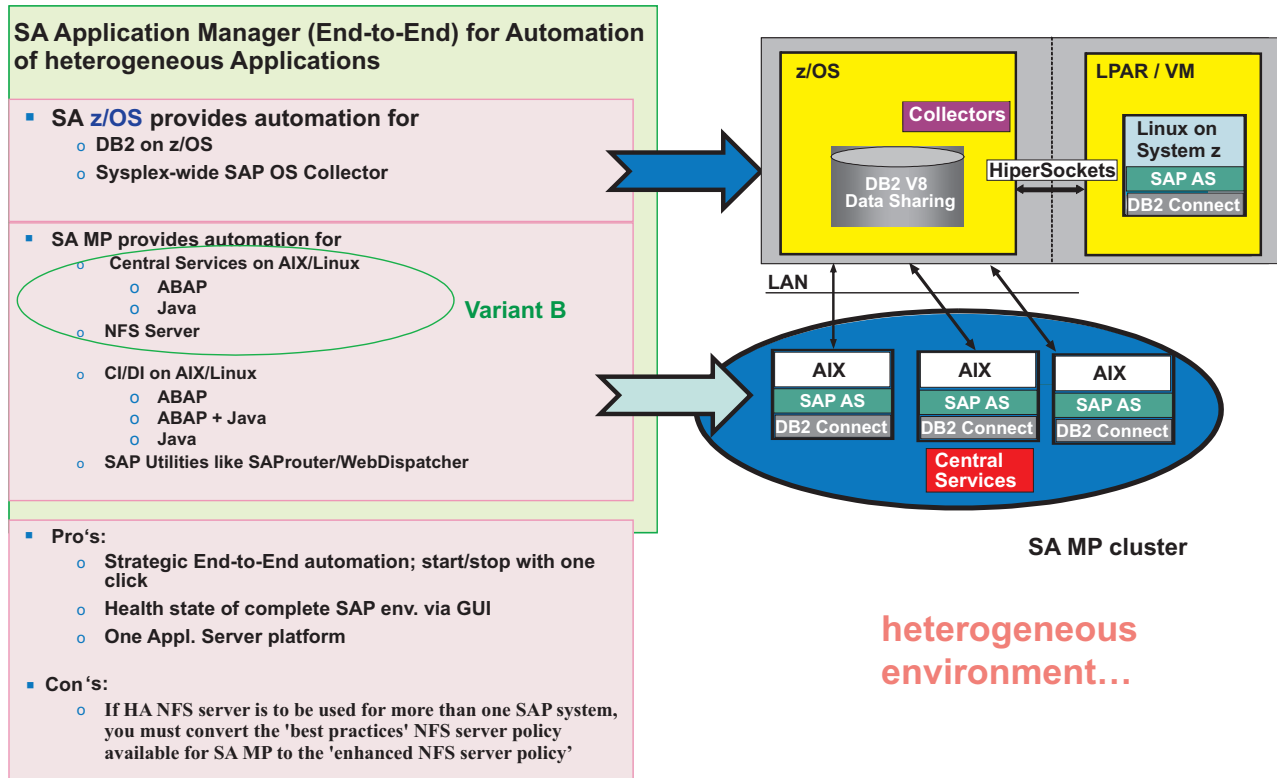 SA Application Manager (End-to-End) for Automation
of heterogeneous Applications
SA z/OS provides automation for
DB2 on z/OS
Sysplex-wide SAP OS Collector
SA MP provides automation for
Central Services on AIX/Linux
ABAP
Java
NFS Server
Variant B
CI/DI on AIX/Linux
ABAP
ABAP + Java
Java
SAP Utilities like SAProuter/WebDispatcher
Pro's:
Strategic End-to-End automation; start/stop with one
click
Health state of complete SAP env. via GUI
One Appl. Server platform
Con's:
If HA NFS server is to be used for more than one SAP system,
you must convert the 'best practices' NFS server policy
available for SA MP to the 'enhanced NFS server policy'
z/OS
Collectors
DB2 V8
Data Sharing
HiperSockets
LPAR / VM
Linux on
System z
SAP AS
DB2 Connect
LAN
AIX
SAP AS
DB2 Connect
AIX
SAP AS
DB2 Connect
Central
Services
AIX
SAP AS
DB2 Connect
SA MP cluster
heterogeneous
environment…